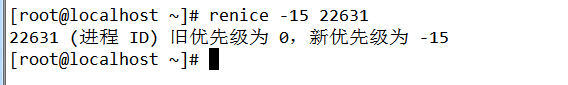 [root@localhost ~]# renice -15 22631
22631 (进程 ID) 旧优先级为 0，新优先级为 -15
[root@localhost ~]#